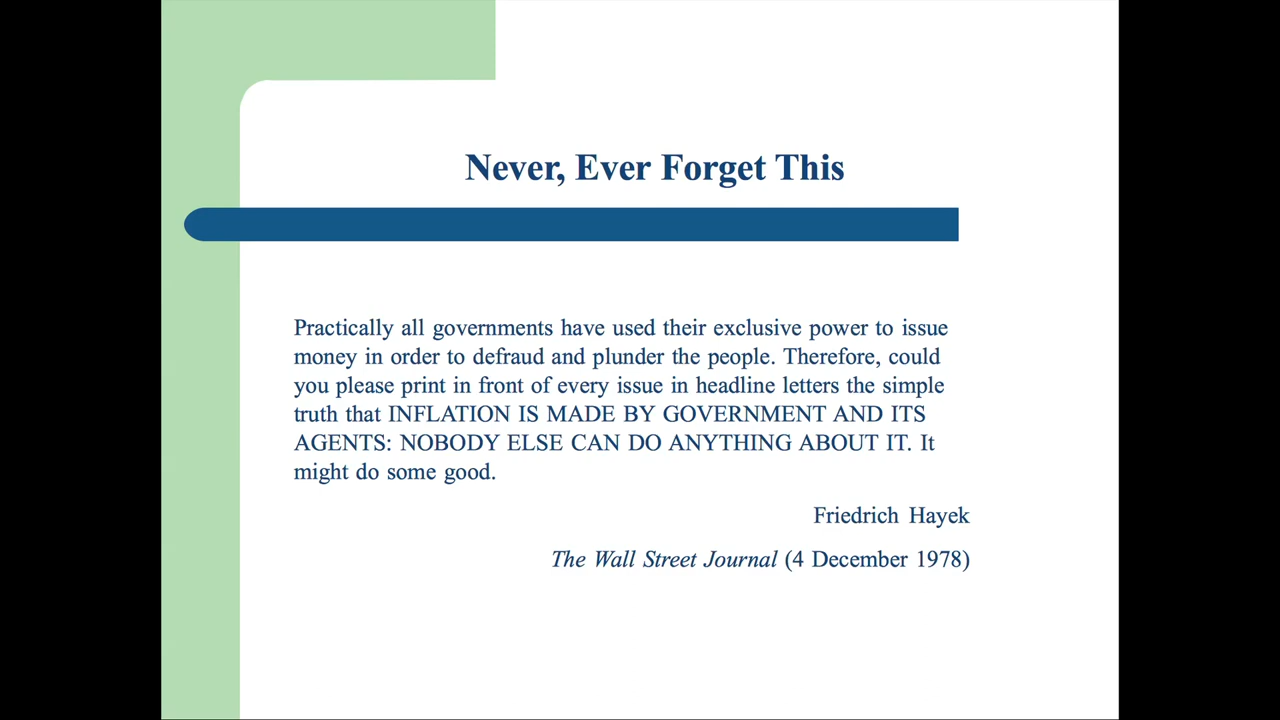 Never, Ever Forget This
Practically all governments have used their exclusive power to issue
money in order to defraud and plunder the people. Therefore, could
you please print in front of every issue in headline letters the simple
truth that INFLATION IS MADE BY GOVERNMENT AND ITS
AGENTS: NOBODY ELSE CAN DO ANYTHING ABOUT IT. It
might do some good.
Friedrich Hayek
The Wall Street Journal (4 December 1978)